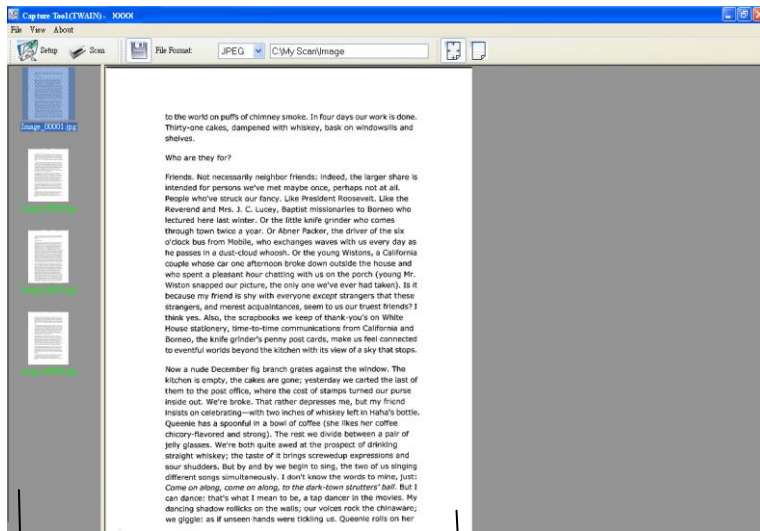 Capture Tool(TWAIN) - XXXX
File View About
Setup Scan File Format: JPEG C:\My Scan\Image
Image_00001.jpg
to the world on puffs of chimney smoke. In four days our work is done.
Thirty-one cakes, dampened with whiskey, bask on windowsills and
shelves.
Who are they for?
Friends. Not necessarily neighbor friends: indeed, the larger share is
intended for persons we've met maybe once, perhaps not at all.
People who've struck our fancy. Like President Roosevelt. Like the
Reverend and Mrs. J. C. Lucey, Baptist missionaries to Borneo who
lectured here last winter. Or the little knife grinder who comes
through town twice a year. Or Abner Packer, the driver of the six
o'clock bus from Mobile, who exchanges waves with us every day as
he passes in a dust-cloud whoosh. Or the young Wistons, a California
couple whose car one afternoon broke down outside the house and
who spent a pleasant hour chatting with us on the porch (young Mr.
Wiston snapped our picture, the only one we've ever had taken). Is it
because my friend is shy with everyone except strangers that these
strangers, and merest acquaintances, seem to us our truest friends? I
think yes. Also, the scrapbooks we keep of thank-you's on White
House stationery, time-to-time communications from California and
Borneo, the knife grinder's penny post cards, make us feel connected
to eventful worlds beyond the kitchen with its view of a sky that stops.
Now a nude December fig branch grates against the window. The
kitchen is empty, the cakes are gone; yesterday we carted the last of
them to the post office, where the cost of stamps turned our purse
inside out. We're broke. That rather depresses me, but my friend
insists on celebrating—with two inches of whiskey left in Haha's bottle.
Queenie has a spoonful in a bowl of coffee (she likes her coffee
chicory-flavored and strong). The rest we divide between a pair of
jelly glasses. We're both quite awed at the prospect of drinking
straight whiskey; the taste of it brings screwedup expressions and
sour shudders. But by and by we begin to sing, the two of us singing
different songs simultaneously. I don't know the words to mine, just:
Come on along, come on along, to the dark-town strutters' ball. But I
can dance: that's what I mean to be, a tap dancer in the movies. My
dancing shadow rollicks on the walls; our voices rock the chinaware;
we giggle: as if unseen hands were tickling us. Queenie rolls on her